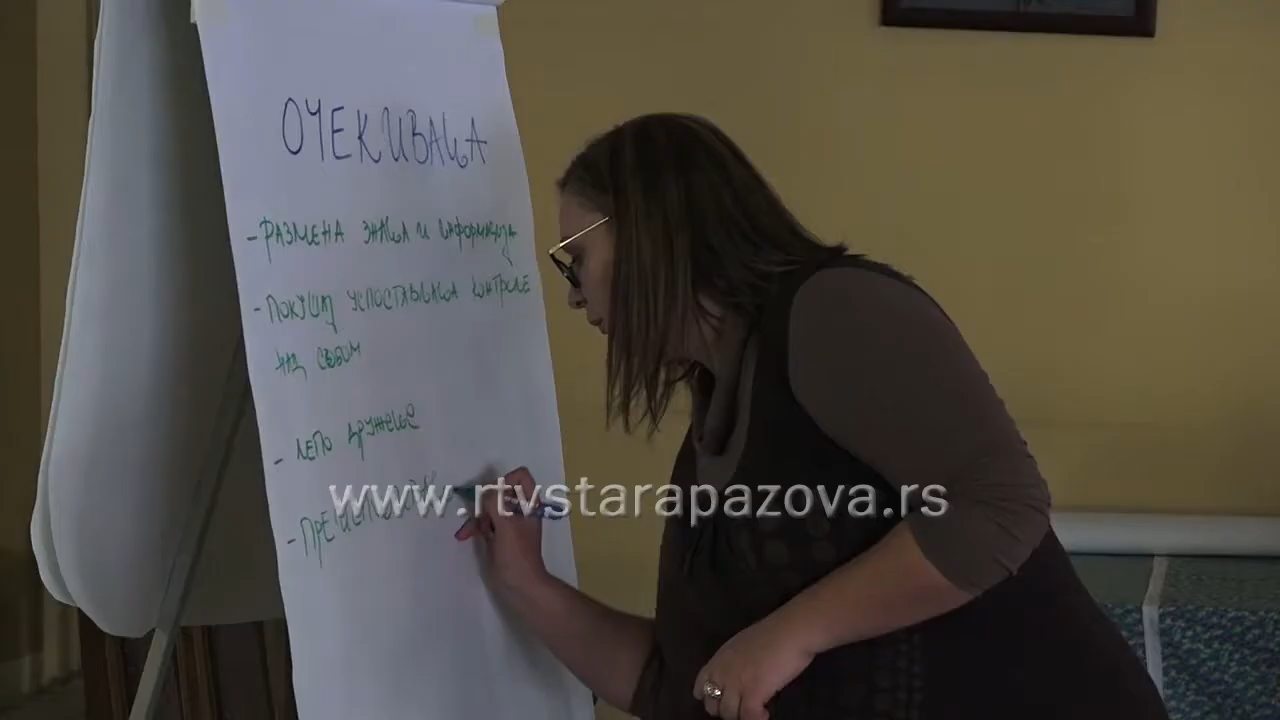 ОЧЕКИВАЊА
- РАЗМЕНА ЗНАЊА И ИНФОРМАЦИЈА
- ПОКУШАЈ УСПОСТАВЉАЊА КОНТРОЛЕ
НАД СОБОМ
- ЛЕПО ДРУЖЕЊЕ
www.rtvstarapazova.rs